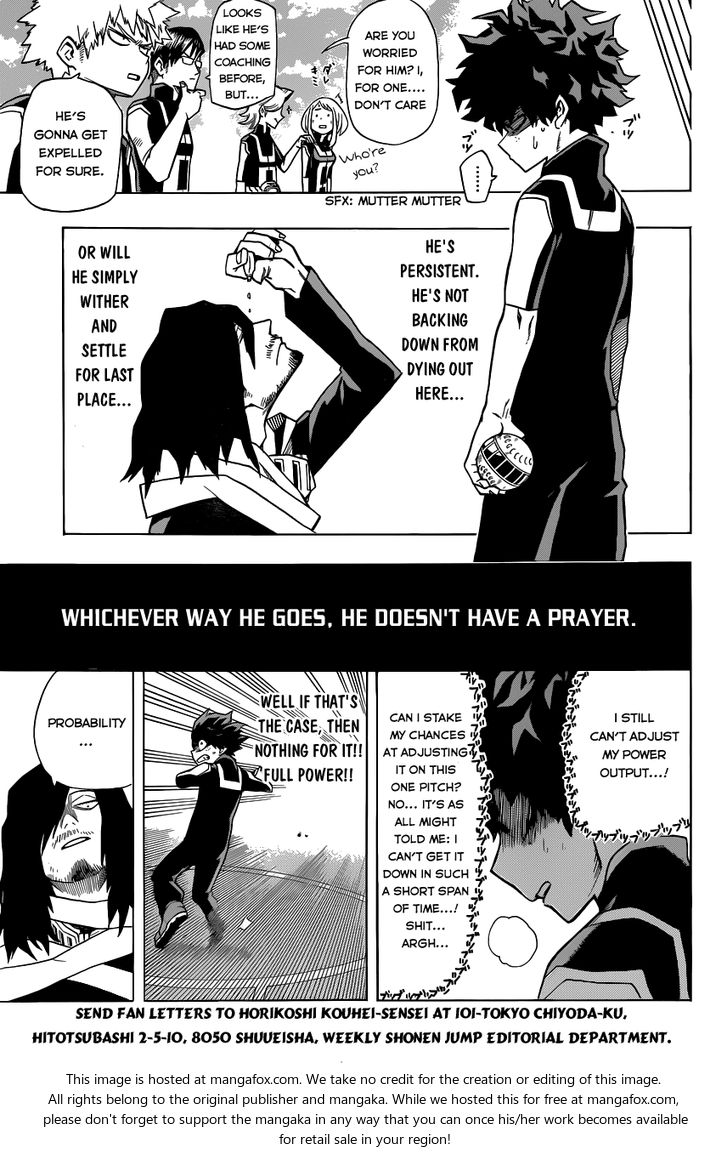 ARE YOU
WORRIED
FOR HIM? I,
FOR ONE....
DON'T CARE
LOOKS
LIKE HE'S
HAD SOME
COACHING
BEFORE,
BUT...
HE'S
GONNA GET
EXPELLED
FOR SURE.
Who're
you?
......
SFX: MUTTER MUTTER
HE'S
PERSISTENT.
HE'S NOT
BACKING
DOWN FROM
DYING OUT
HERE...
OR WILL
HE SIMPLY
WITHER
AND
SETTLE
FOR LAST
PLACE...
WHICHEVER WAY HE GOES, HE DOESN'T HAVE A PRAYER.
I STILL
CAN'T ADJUST
MY POWER
OUTPUT...!
CAN I STAKE
MY CHANCES
AT ADJUSTING
IT ON THIS
ONE PITCH?
NO... IT'S AS
ALL MIGHT
TOLD ME: I
CAN'T GET IT
DOWN IN SUCH
A SHORT SPAN
OF TIME...!
SHIT...
ARGH...
WELL IF THAT'S
THE CASE, THEN
NOTHING FOR IT!!
FULL POWER!!
PROBABILITY
...
SEND FAN LETTERS TO HORIKOSHI KOUHEI-SENSEI AT 101-TOKYO CHIYODA-KU,
HITOTSUBASHI 2-5-10, 8050 SHUUEISHA, WEEKLY SHONEN JUMP EDITORIAL DEPARTMENT.
This image is hosted at mangafox.com. We take no credit for the creation or editing of this image.
All rights belong to the original publisher and mangaka. While we hosted this for free at mangafox.com,
please don't forget to support the mangaka in any way that you can once his/her work becomes available
for retail sale in your region!